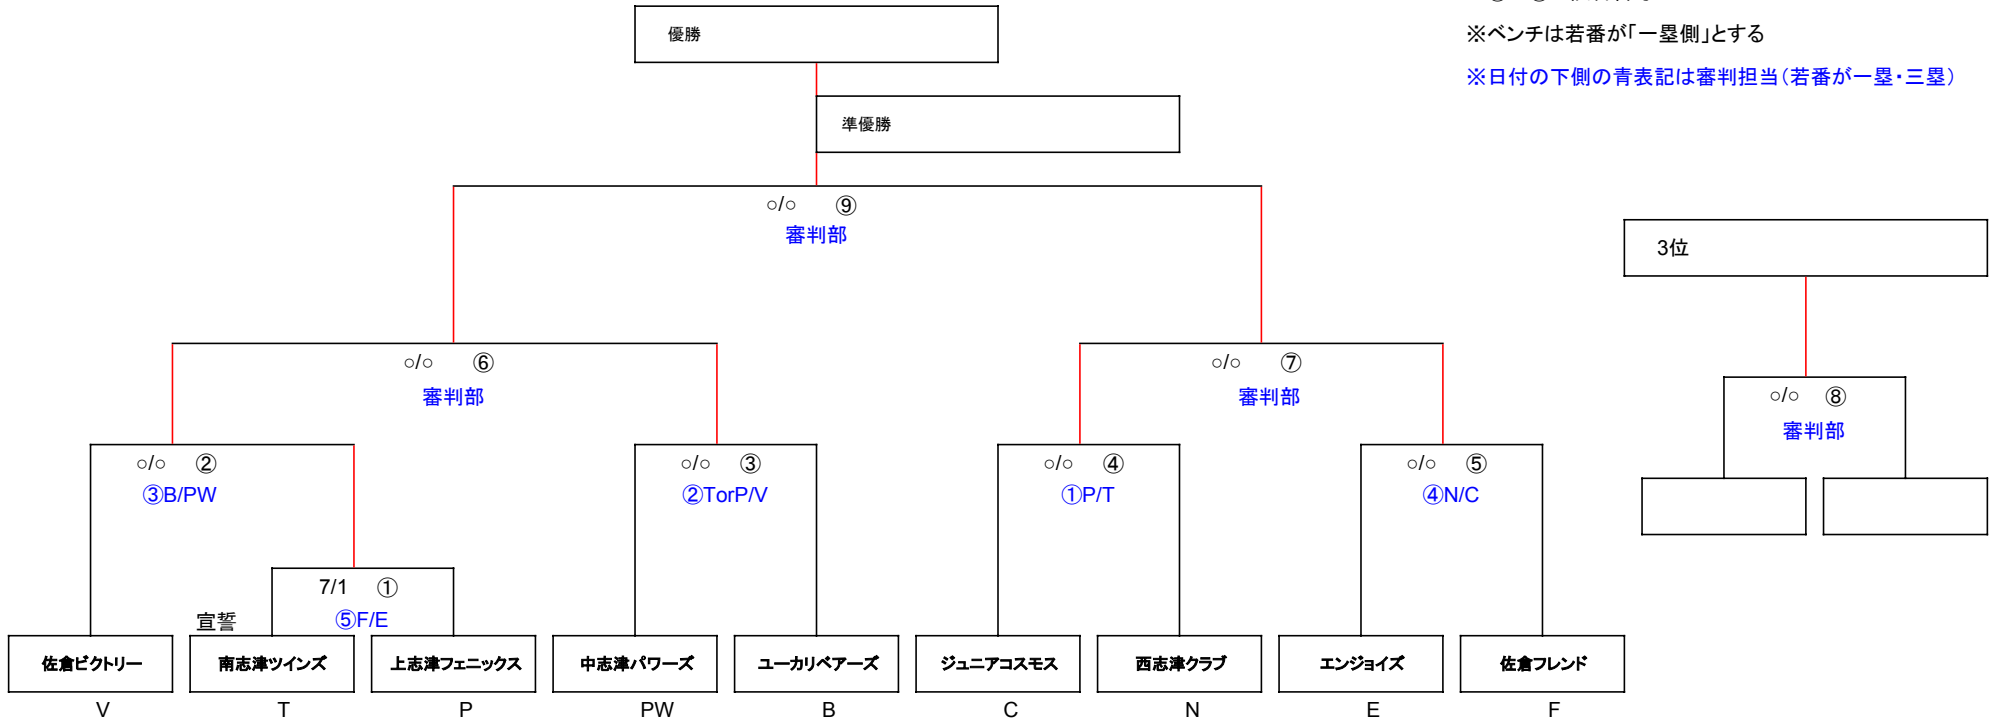 優勝
※ベンチは若番が「一塁側」とする
※日付の下側の青表記は審判担当(若番が一塁・三塁)
準優勝
○/○ ⑨
審判部
3位
○/○ ⑥
審判部
○/○ ⑦
審判部
○/○ ⑧
審判部
○/○ ②
③B/PW
○/○ ③
②TorP/V
○/○ ④
①P/T
○/○ ⑤
④N/C
7/1 ①
⑤F/E
宣誓
佐倉ビクトリー 南志津ツインズ 上志津フェニックス 中志津パワーズ ユーカリベアーズ ジュニアコスモス 西志津クラブ エンジョイズ 佐倉フレンド
V T P PW B C N E F